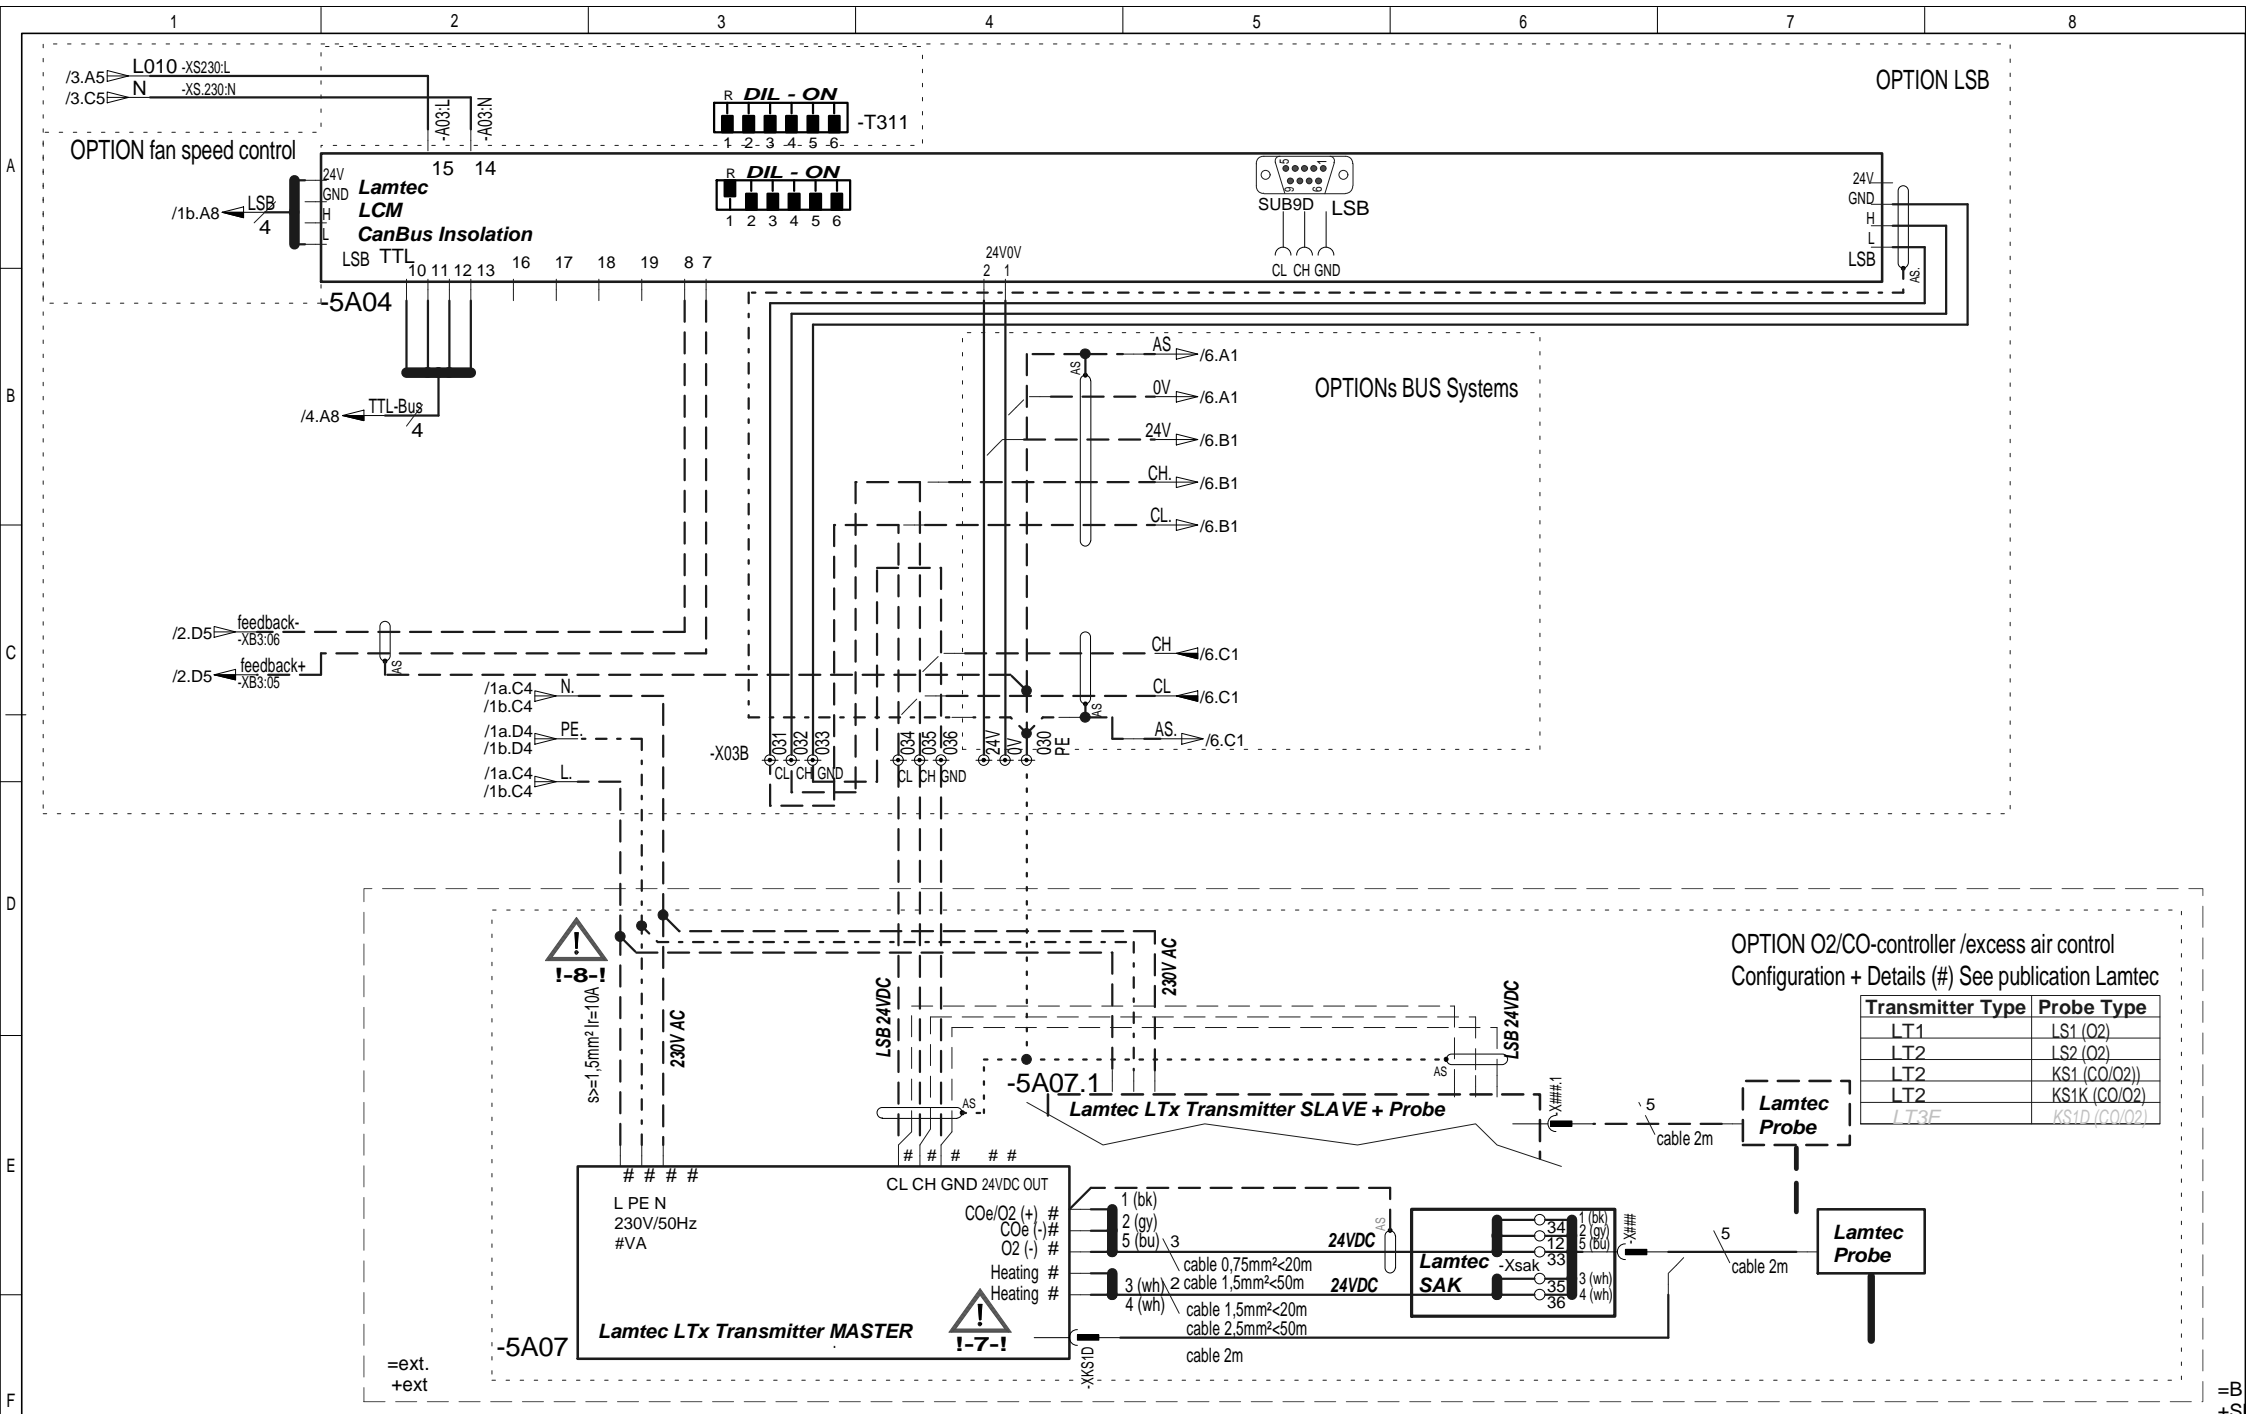 1 2 3 4 5 6 7 8
/3.A5 L010 -XS230:L
/3.C5 N -XS.230:N
-A03:L
-A03:N
R DIL - ON
-T311
1 2 3 4 5 6
OPTION LSB
A
OPTION fan speed control
15 14
24V
GND
H
L
LSB TTL
Lamtec
LCM
CanBus Insolation
/1b.A8 LSB
4
R DIL - ON
1 2 3 4 5 6
5 1
9 6
SUB9D LSB
CL CH GND
24V
GND
H
L
LSB
AS.
10 11 12 13 16 17 18 19 8 7
24V 0V
2 1
-5A04
B
/4.A8 TTL-Bus
4
AS
AS /6.A1
0V /6.A1
24V /6.B1
CH. /6.B1
CL. /6.B1
OPTIONs BUS Systems
C
/2.D5 feedback-
-XB3:06
/2.D5 feedback+
-XB3:05
AS
CH /6.C1
CL /6.C1
AS
AS. /6.C1
/1a.C4 N.
/1b.C4
/1a.D4 PE.
/1b.D4
/1a.C4 L.
/1b.C4
-X03B
031 032 033 034 035 036 24V 0V 030 PE
CL CH GND CL CH GND
D
!
!-8-!
s>=1,5mm² Ir=10A
230V AC
LSB 24VDC
230V AC
LSB 24VDC
AS
AS
OPTION O2/CO-controller /excess air control
Configuration + Details (#) See publication Lamtec
Transmitter Type Probe Type
LT1 LS1 (O2)
LT2 LS2 (O2)
LT2 KS1 (CO/O2))
LT2 KS1K (CO/O2)
LT3F KS1D (CO/O2)
-5A07.1
Lamtec LTx Transmitter SLAVE + Probe
-X###.1
5
cable 2m
Lamtec
Probe
E
# # # #
# # # # #
L PE N
230V/50Hz
#VA
CL CH GND 24VDC OUT
COe/O2 (+) #
COe (-)#
O2 (-) #
Heating #
Heating #
1 (bk)
2 (gy)
5 (bu) 3
cable 0,75mm²<20m
3 (wh) 2 cable 1,5mm²<50m
4 (wh)
cable 1,5mm²<20m
cable 2,5mm²<50m
24VDC
24VDC
AS
Lamtec
SAK
-Xsak
34
12
33
35
36
1 (bk)
2 (gy)
5 (bu)
3 (wh)
4 (wh)
-X###
5
cable 2m
Lamtec
Probe
-5A07
Lamtec LTx Transmitter MASTER
!
!-7-!
-XKS1D
cable 2m
F
=ext.
+ext
=B